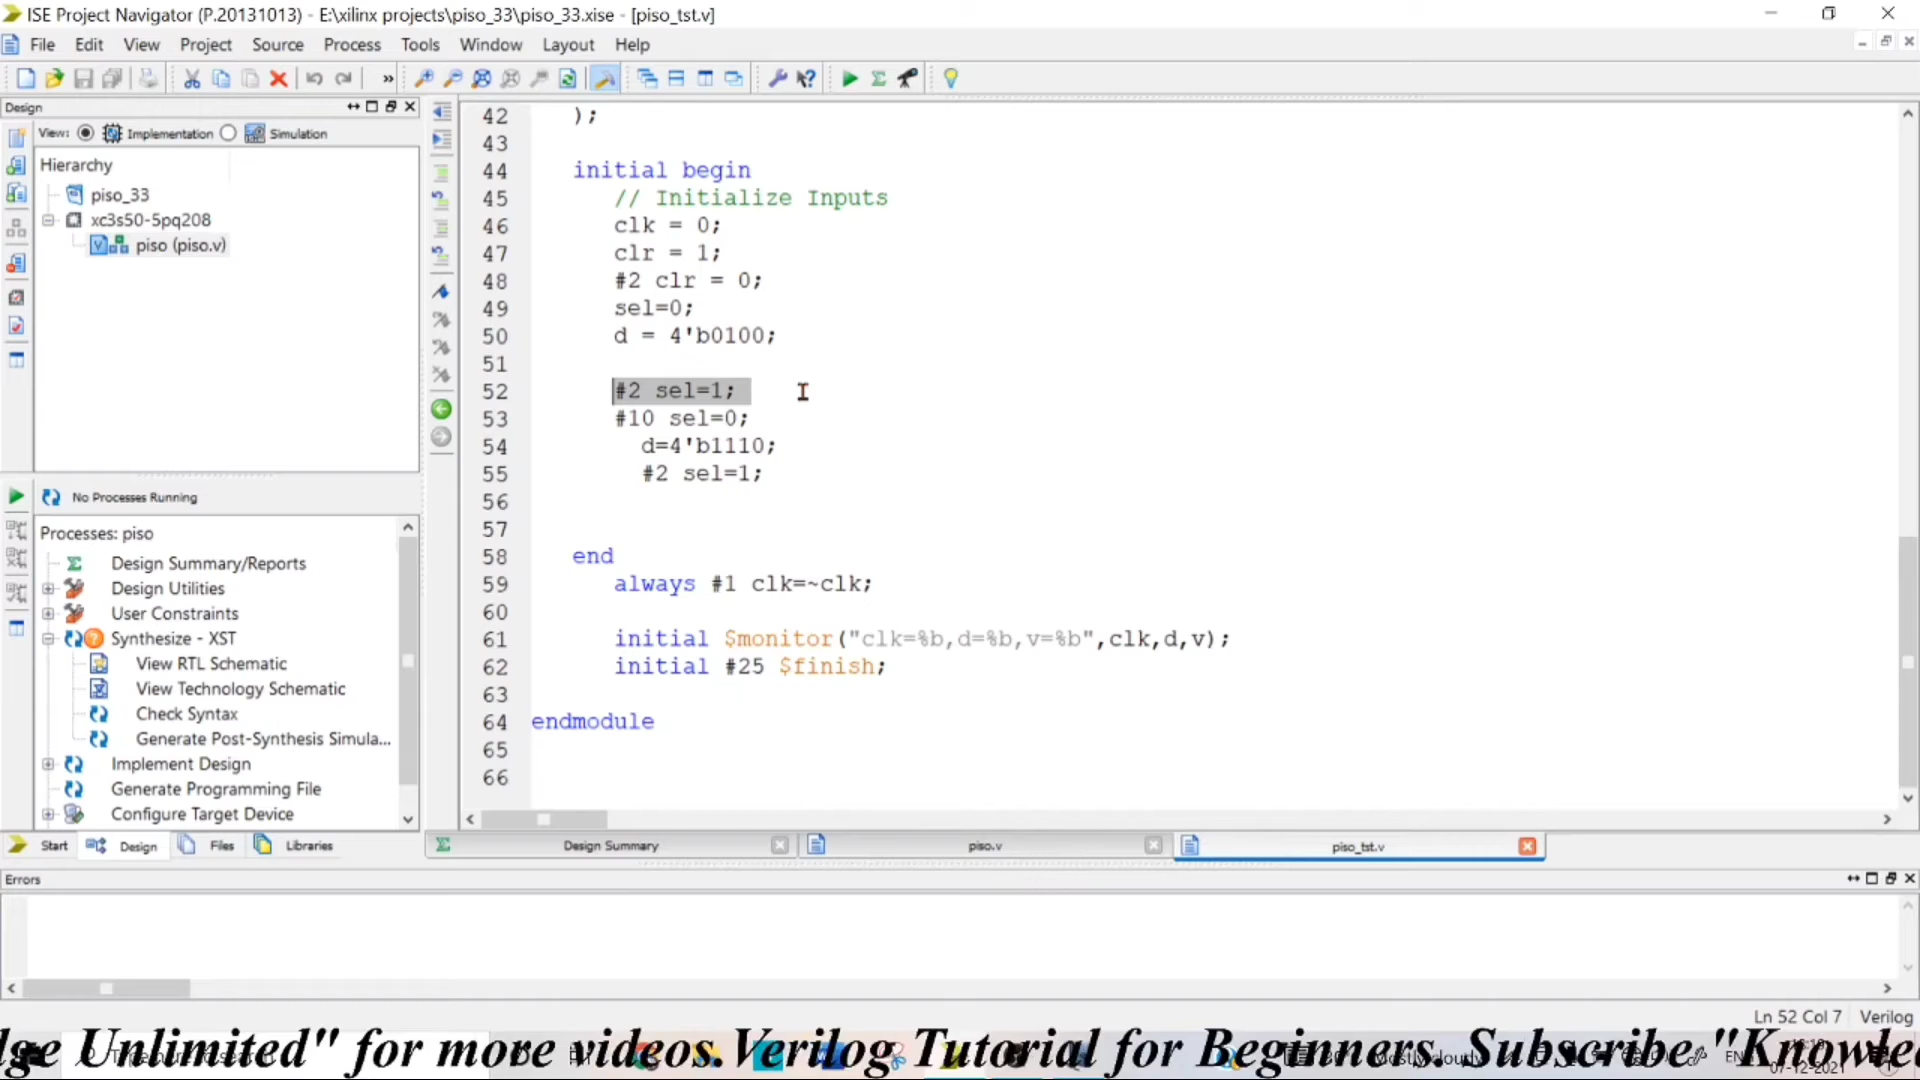 ISE Project Navigator (P.20131013) - E:\xilinx projects\piso_33\piso_33.xise - [piso_tst.v]
File Edit View Project Source Process Tools Window Layout Help
»
Design
View: Implementation Simulation
Hierarchy
piso_33
xc3s50-5pq208
piso (piso.v)
No Processes Running
Processes: piso
Design Summary/Reports
Design Utilities
User Constraints
Synthesize - XST
View RTL Schematic
View Technology Schematic
Check Syntax
Generate Post-Synthesis Simula...
Implement Design
Generate Programming File
Configure Target Device
Start Design Files Libraries
42 );
43
44 initial begin
45 // Initialize Inputs
46 clk = 0;
47 clr = 1;
48 #2 clr = 0;
49 sel=0;
50 d = 4'b0100;
51
52 #2 sel=1;
53 #10 sel=0;
54 d=4'b1110;
55 #2 sel=1;
56
57
58 end
59 always #1 clk=~clk;
60
61 initial $monitor("clk=%b,d=%b,v=%b",clk,d,v);
62 initial #25 $finish;
63
64 endmodule
65
66
Design Summary piso.v piso_tst.v
Errors
Ln 52 Col 7 Verilog
Unlimited" for more videos. Verilog Tutorial for Beginners. Subscribe "Knowle
07-12-2021